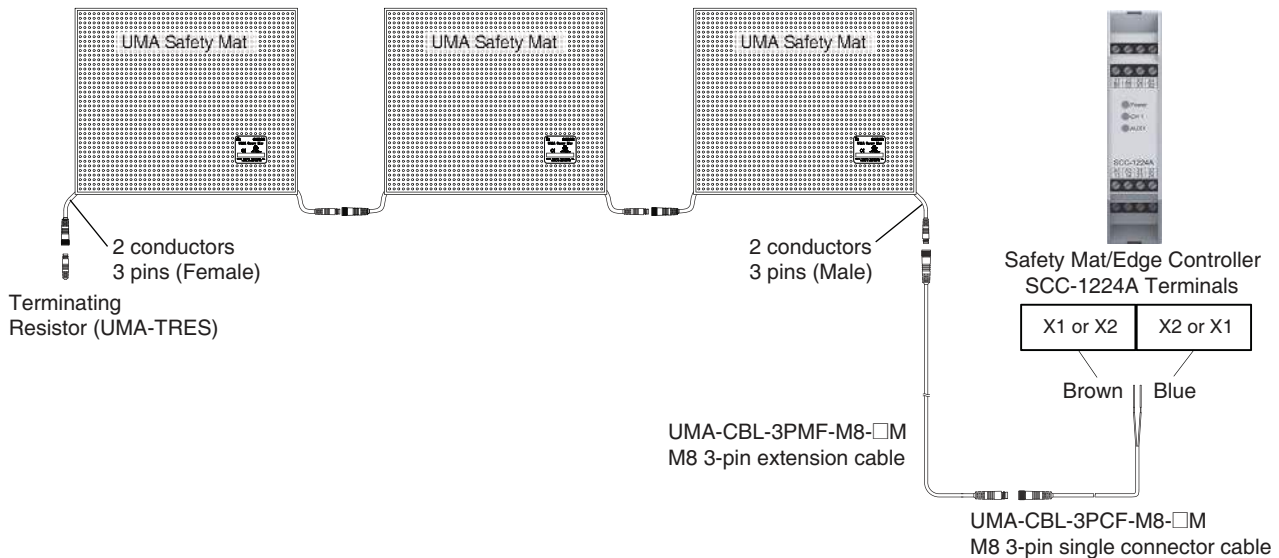 UMA Safety Mat
UMA Safety Mat
UMA Safety Mat
Power
CH 1
AUX1
SCC-1224A
2 conductors
3 pins (Female)
Terminating
Resistor (UMA-TRES)
2 conductors
3 pins (Male)
Safety Mat/Edge Controller
SCC-1224A Terminals
X1 or X2
X2 or X1
Brown
Blue
UMA-CBL-3PMF-M8-□M
M8 3-pin extension cable
UMA-CBL-3PCF-M8-□M
M8 3-pin single connector cable